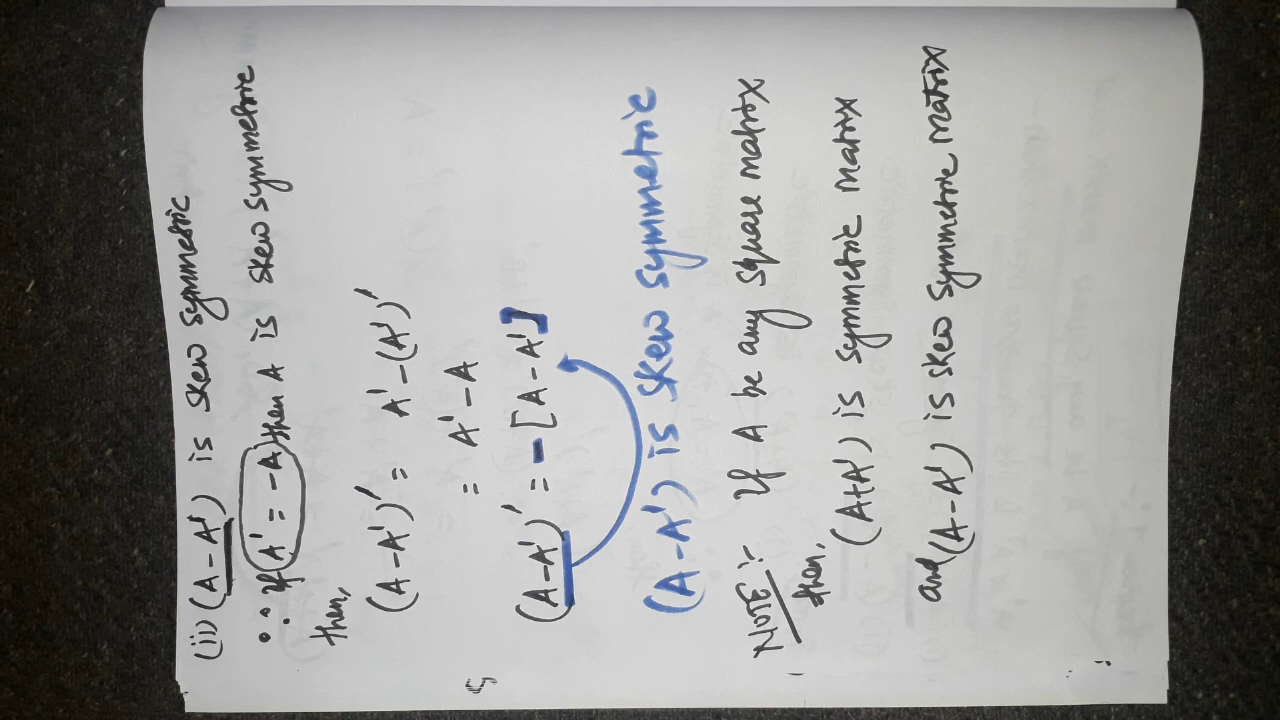 (ii) (A-A') is skew symmetric
∵ if A' = -A then A is skew symmetric
then,
(A-A')' = A' - (A')'
= A' - A
(A-A')' = -[A-A']
(A-A') is skew symmetric
NOTE:- If A be any square matrix
then,
(A+A') is symmetric matrix
and (A-A') is skew symmetric matrix